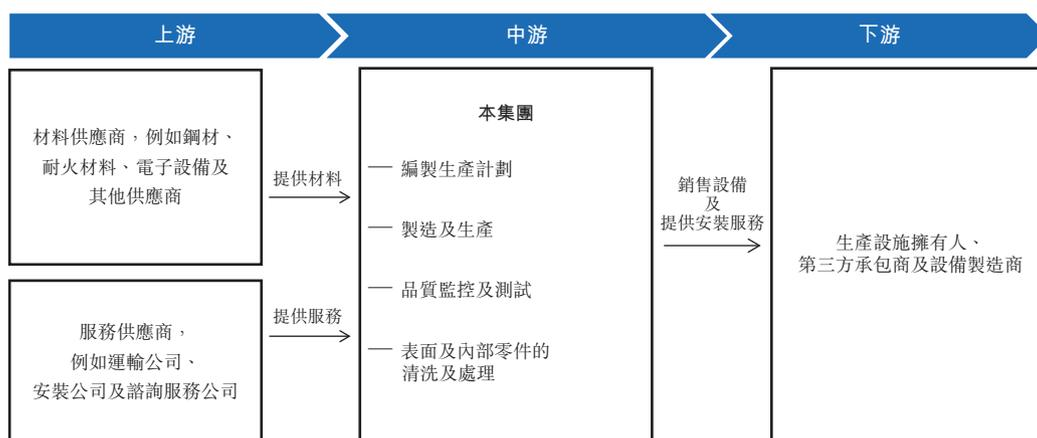 上游
中游
下游
材料供應商，例如鋼材、
耐火材料、電子設備及
其他供應商
服務供應商，
例如運輸公司、
安裝公司及諮詢服務公司
提供材料
提供服務
本集團
— 編製生產計劃
— 製造及生產
— 品質監控及測試
— 表面及內部零件的
清洗及處理
銷售設備
及
提供安裝服務
生產設施擁有人、
第三方承包商及設備製造商